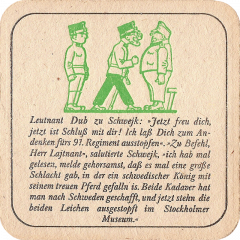 Leutnant Dub zu Schwejk: »Jetzt freu dich,
jetzt ist Schluß mit dir! Ich laß Dich zum An-
denken fürs 91. Regiment ausstopfen«. »Zu Befehl,
Herr Lajtnant«, salutierte Schwejk, »ich hab mal
gelesen, melde gehorsamst, daß es mal eine große
Schlacht gab, in der ein schwedischer König mit
seinem treuen Pferd gefalln is. Beide Kadaver hat
man nach Schweden geschafft, und jetzt stehn die
beiden Leichen ausgestopft im Stockholmer
Museum.«